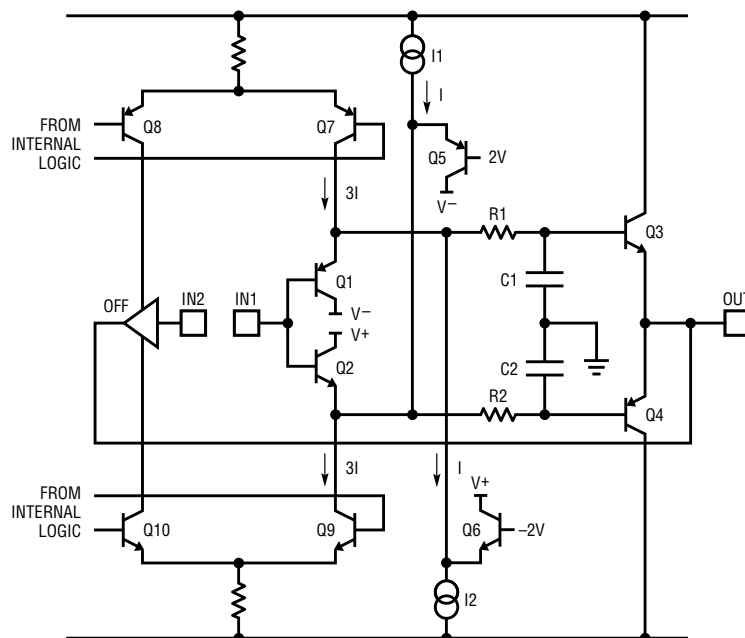 I1
I
FROM
INTERNAL
LOGIC
Q8
Q7
Q5
2V
V–
3I
R1
Q3
Q1
C1
OFF
IN2
IN1
V–
V+
OUT
Q2
C2
R2
Q4
3I
I
V+
FROM
INTERNAL
LOGIC
Q10
Q9
Q6
–2V
I2